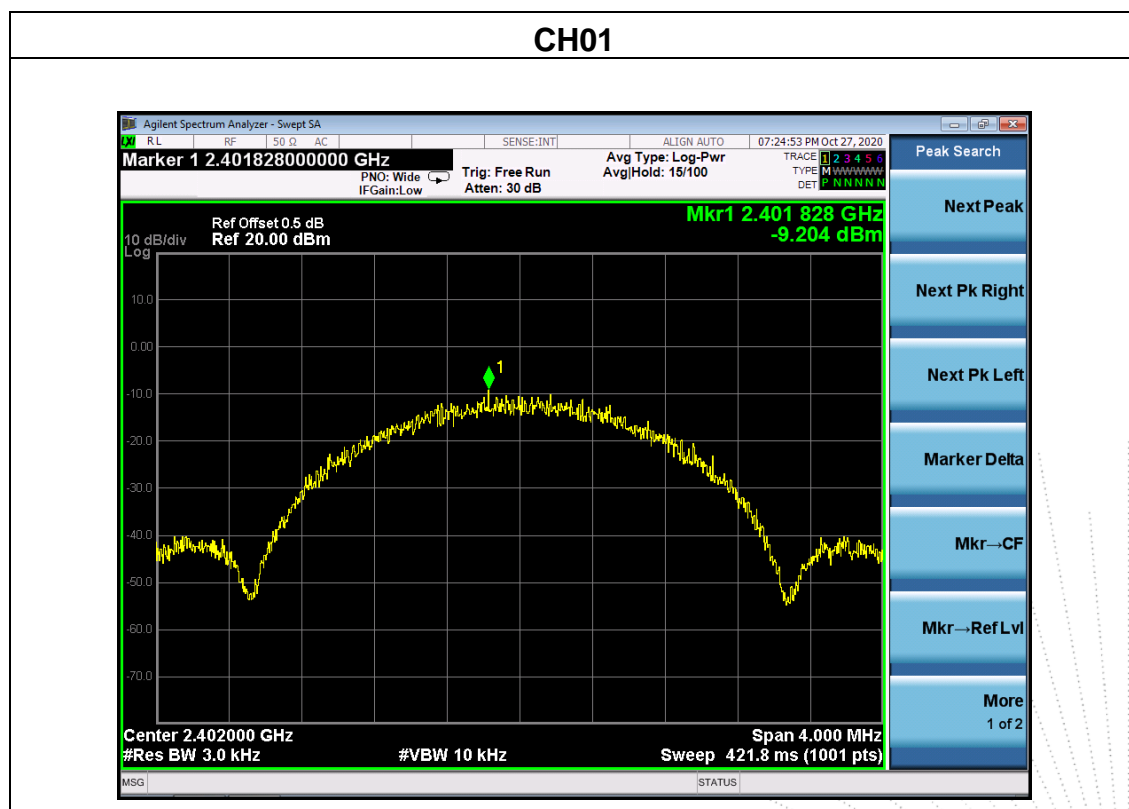 CH01
Agilent Spectrum Analyzer - Swept SA
LXI RL RF 50 Ω AC SENSE:INT ALIGN AUTO 07:24:53 PM Oct 27, 2020
Marker 1 2.401828000000 GHz
PNO: Wide
IFGain:Low
Trig: Free Run
Atten: 30 dB
Avg Type: Log-Pwr
Avg|Hold: 15/100
TRACE 1 2 3 4 5 6
TYPE M WWWWW
DET P N N N N N
Peak Search
Next Peak
Next Pk Right
Next Pk Left
Marker Delta
Mkr→CF
Mkr→Ref Lvl
More
1 of 2
Mkr1 2.401 828 GHz
-9.204 dBm
Ref Offset 0.5 dB
10 dB/div Ref 20.00 dBm
Log
10.0
0.00
-10.0
-20.0
-30.0
-40.0
-50.0
-60.0
-70.0
1
Center 2.402000 GHz Span 4.000 MHz
#Res BW 3.0 kHz #VBW 10 kHz Sweep 421.8 ms (1001 pts)
MSG STATUS